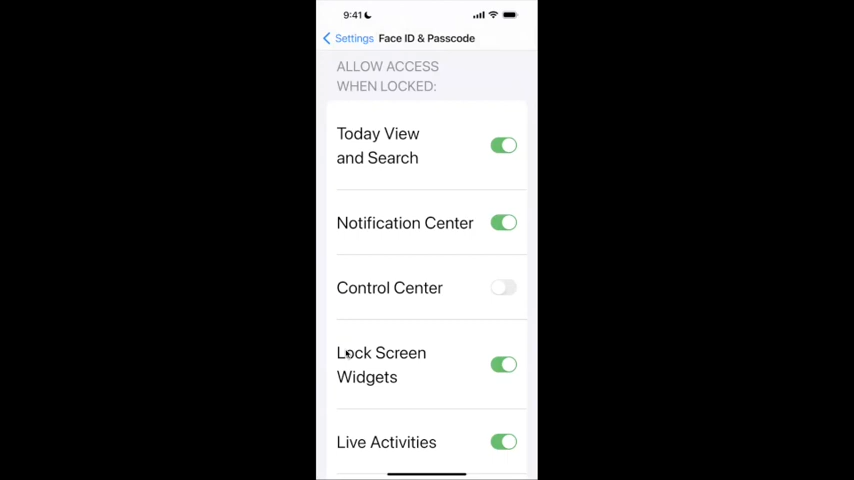 9:41
Settings Face ID & Passcode
ALLOW ACCESS
WHEN LOCKED:
Today View
and Search
Notification Center
Control Center
Lock Screen
Widgets
Live Activities